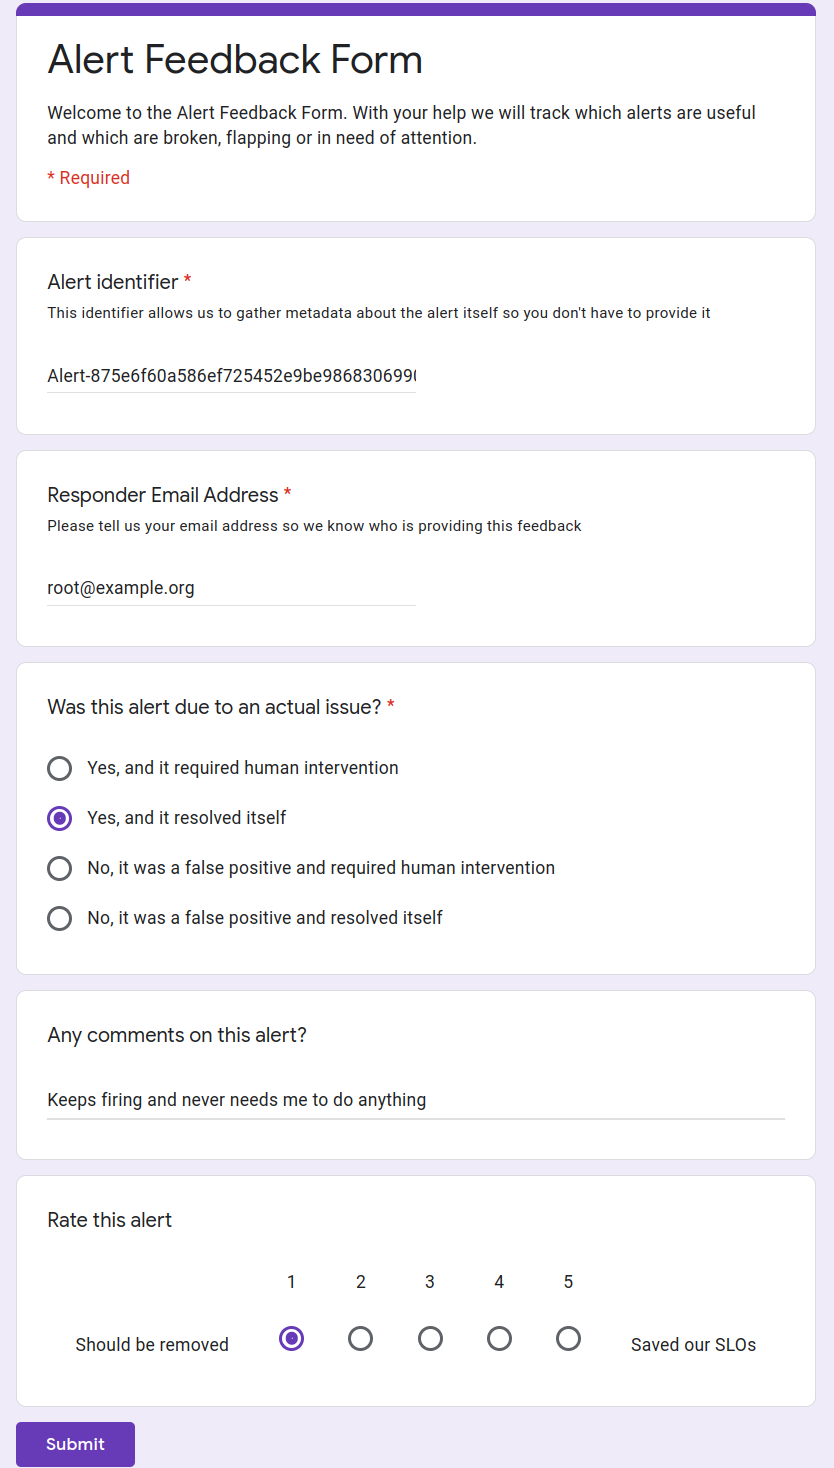 Alert Feedback Form
Welcome to the Alert Feedback Form. With your help we will track which alerts are useful
and which are broken, flapping or in need of attention.
* Required
Alert identifier *
This identifier allows us to gather metadata about the alert itself so you don't have to provide it
Alert-875e6f60a586ef725452e9be986830699
Responder Email Address *
Please tell us your email address so we know who is providing this feedback
root@example.org
Was this alert due to an actual issue? *
Yes, and it required human intervention
Yes, and it resolved itself
No, it was a false positive and required human intervention
No, it was a false positive and resolved itself
Any comments on this alert?
Keeps firing and never needs me to do anything
Rate this alert
1 2 3 4 5
Should be removed Saved our SLOs
Submit